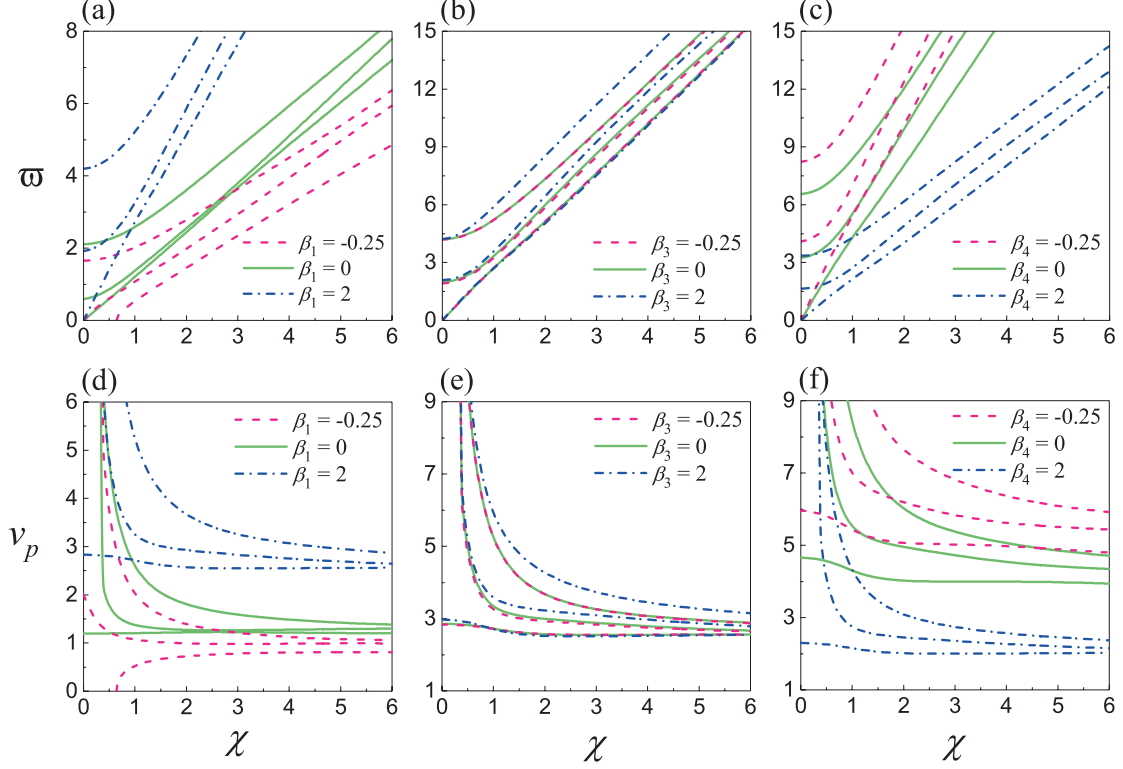 (a)
(b)
(c)
8
6
4
2
0
ϖ
0 1 2 3 4 5 6
β1 = -0.25
β1 = 0
β1 = 2
15
12
9
6
3
0
0 1 2 3 4 5 6
β3 = -0.25
β3 = 0
β3 = 2
15
12
9
6
3
0
0 1 2 3 4 5 6
β4 = -0.25
β4 = 0
β4 = 2
(d)
(e)
(f)
6
5
4
3
2
1
0
vp
0 1 2 3 4 5 6
β1 = -0.25
β1 = 0
β1 = 2
χ
9
7
5
3
1
0 1 2 3 4 5 6
β3 = -0.25
β3 = 0
β3 = 2
χ
9
7
5
3
1
0 1 2 3 4 5 6
β4 = -0.25
β4 = 0
β4 = 2
χ